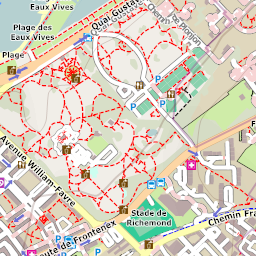 Eaux Vives
Quai Gustave
Plage des
Eaux Vives
Plage
Avenue William-Favre
Stade de
Richemond
Route de Frontenex
Chemin Fra